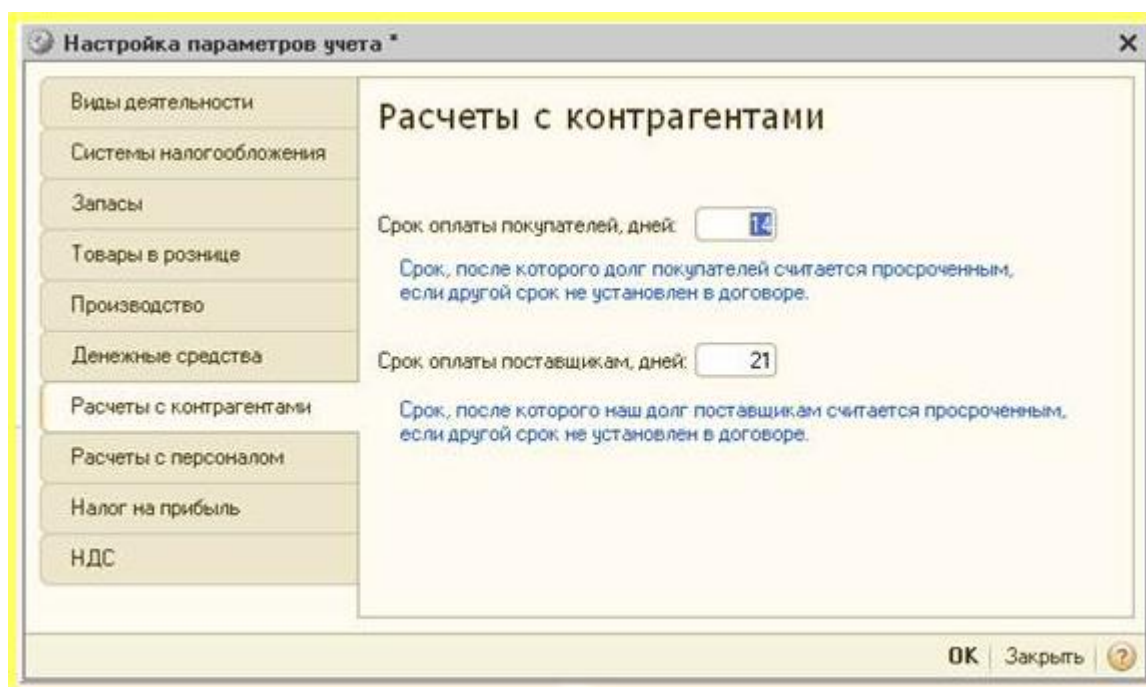 Настройка параметров учета *
Виды деятельности
Системы налогообложения
Запасы
Товары в рознице
Производство
Денежные средства
Расчеты с контрагентами
Расчеты с персоналом
Налог на прибыль
НДС
Расчеты с контрагентами
Срок оплаты покупателей, дней: 14
Срок, после которого долг покупателей считается просроченным,
если другой срок не установлен в договоре.
Срок оплаты поставщикам, дней: 21
Срок, после которого наш долг поставщикам считается просроченным,
если другой срок не установлен в договоре.
OK Закрыть ?